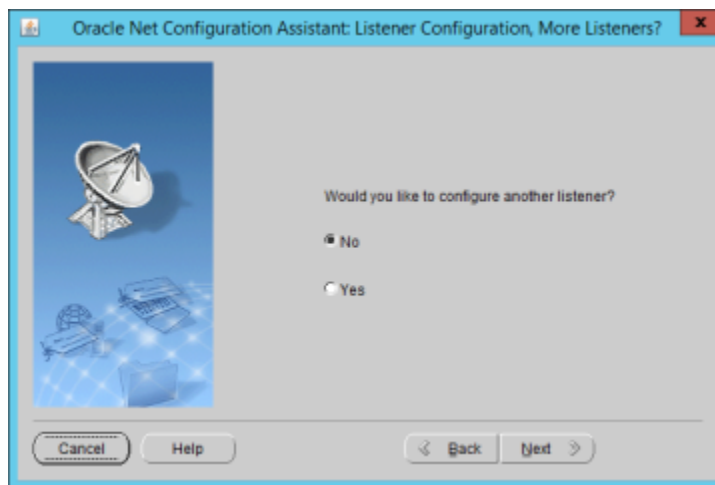 Oracle Net Configuration Assistant: Listener Configuration, More Listeners?
x
Would you like to configure another listener?
No
Yes
Cancel Help Back Next